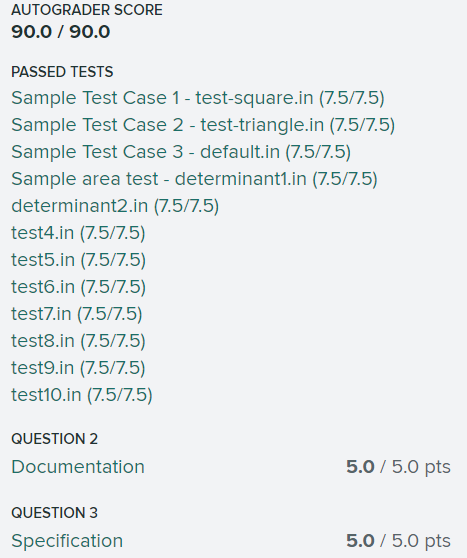 AUTOGRADER SCORE
90.0 / 90.0
PASSED TESTS
Sample Test Case 1 - test-square.in (7.5/7.5)
Sample Test Case 2 - test-triangle.in (7.5/7.5)
Sample Test Case 3 - default.in (7.5/7.5)
Sample area test - determinant1.in (7.5/7.5)
determinant2.in (7.5/7.5)
test4.in (7.5/7.5)
test5.in (7.5/7.5)
test6.in (7.5/7.5)
test7.in (7.5/7.5)
test8.in (7.5/7.5)
test9.in (7.5/7.5)
test10.in (7.5/7.5)
QUESTION 2
Documentation 5.0 / 5.0 pts
QUESTION 3
Specification 5.0 / 5.0 pts